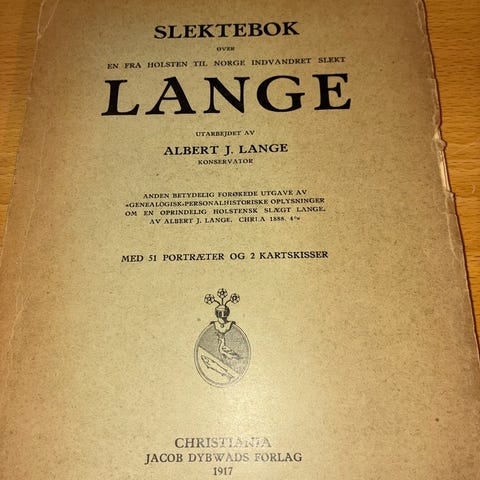 SLEKTEBOK
OVER
EN FRA HOLSTEN TIL NORGE INDVANDRET SLEKT
LANGE
UTARBEJDET AV
ALBERT J. LANGE
KONSERVATOR
ANDEN BETYDELIG FORØKEDE UTGAVE AV
«GENEALOGISK-PERSONALHISTORISKE OPLYSNINGER
OM EN OPRINDELIG HOLSTENSK SLÆGT LANGE.
AV ALBERT J. LANGE. CHR.I.A 1888. 4º»
MED 51 PORTRÆTER OG 2 KARTSKISSER
CHRISTIANIA
JACOB DYBWADS FORLAG
1917